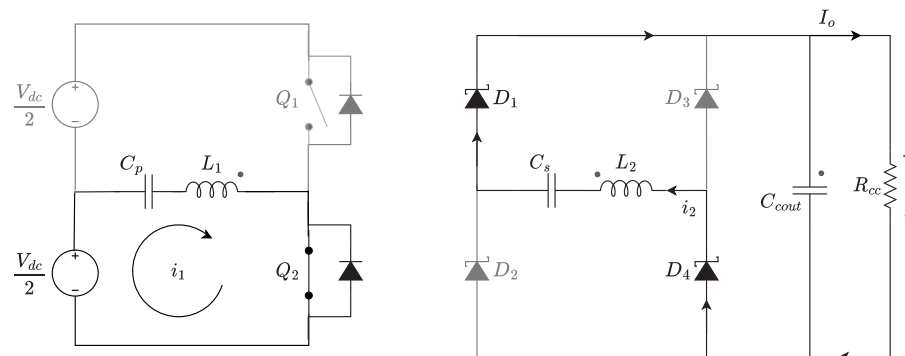 V_dc/2
+
−
Q_1
C_p
L_1
V_dc/2
+
−
i_1
Q_2
I_o
D_1
D_3
C_s
L_2
i_2
C_cout
R_cc
D_2
D_4